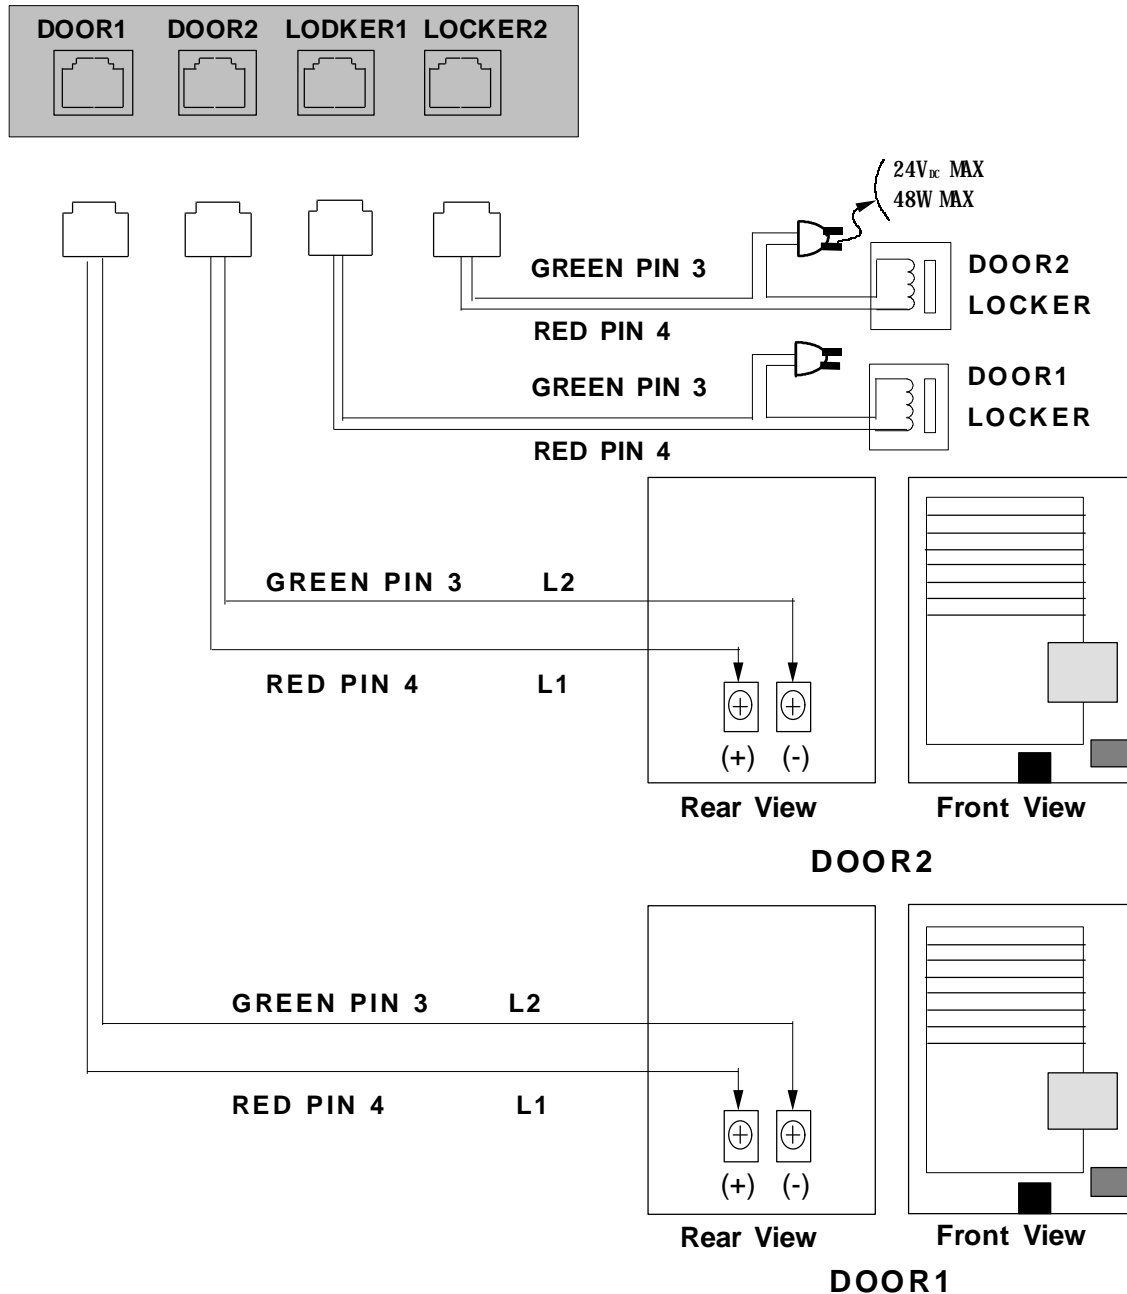 DOOR1 DOOR2 LODKER1 LOCKER2
24VDC MAX
48W MAX
GREEN PIN 3
DOOR2
LOCKER
RED PIN 4
GREEN PIN 3
DOOR1
LOCKER
RED PIN 4
GREEN PIN 3 L2
RED PIN 4 L1
(+) (-)
Rear View Front View
DOOR2
GREEN PIN 3 L2
RED PIN 4 L1
(+) (-)
Rear View Front View
DOOR1